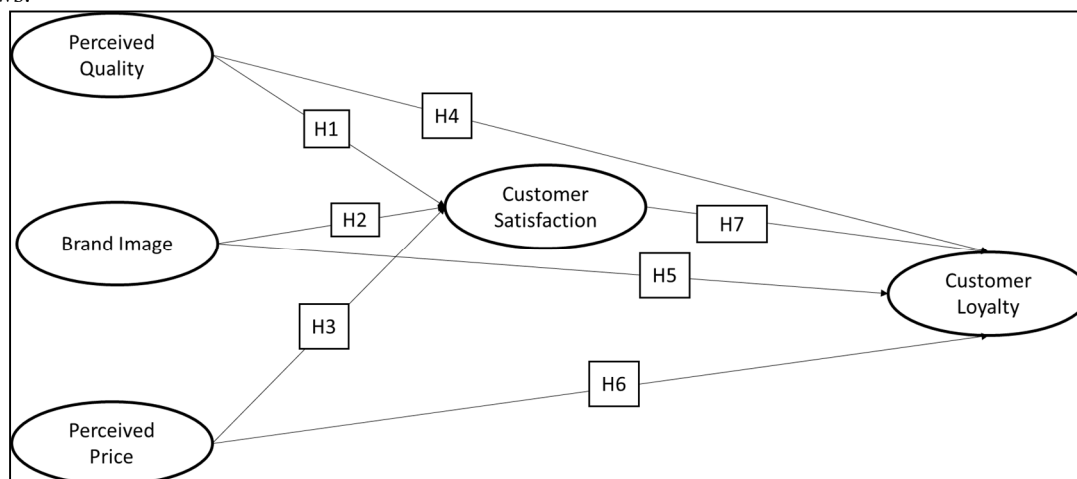 Perceived
Quality
H1
H4
Customer
Satisfaction
H2
H7
Brand Image
H5
Customer
Loyalty
H3
H6
Perceived
Price